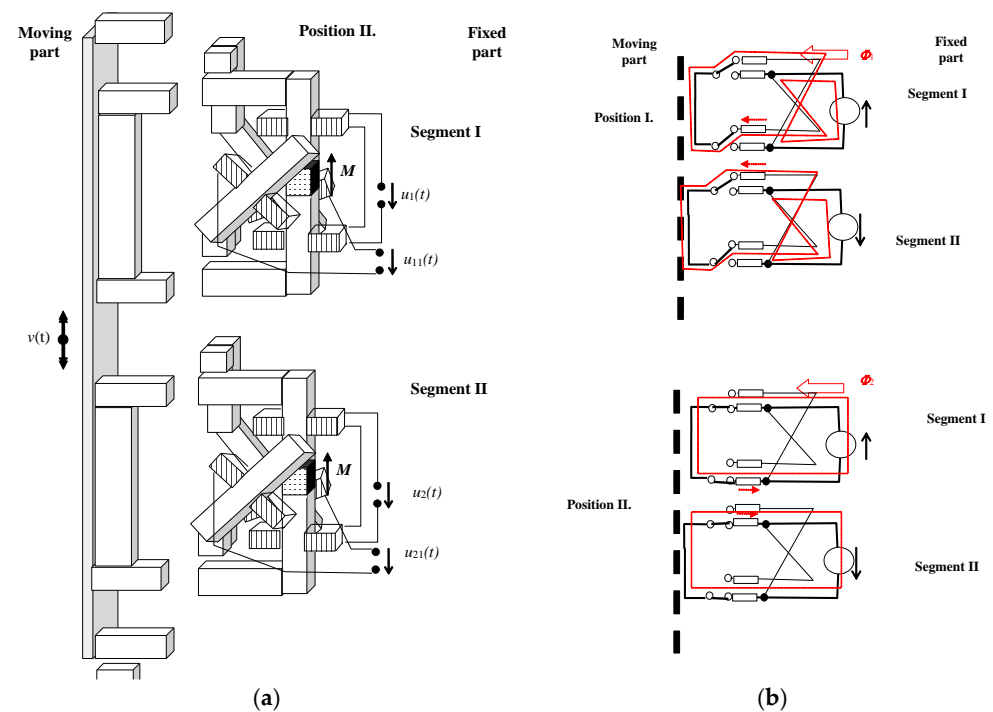 Moving
part
Position II.
Fixed
part
Segment I
M
u1(t)
u11(t)
v(t)
Segment II
M
u2(t)
u21(t)
(a)
Moving
part
Fixed
part
Φ1
Segment I
Position I.
Segment II
Φ2
Segment I
Position II.
Segment II
(b)